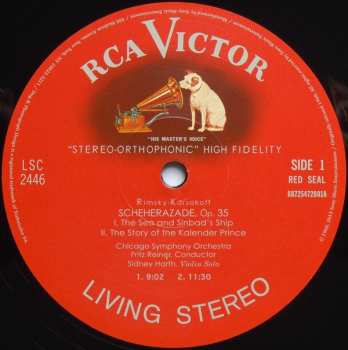 RCA VICTOR
"HIS MASTER'S VOICE"
"STEREO-ORTHOPHONIC" HIGH FIDELITY
LSC
2446
SIDE 1
RED SEAL
88725472801A
Rimsky-Korsakoff
SCHEHERAZADE, Op. 35
I. The Sea and Sinbad's Ship
II. The Story of the Kalender Prince
Chicago Symphony Orchestra
Fritz Reiner, Conductor
Sidney Harth, Violin Solo
1. 9:02 2. 11:30
LIVING STEREO